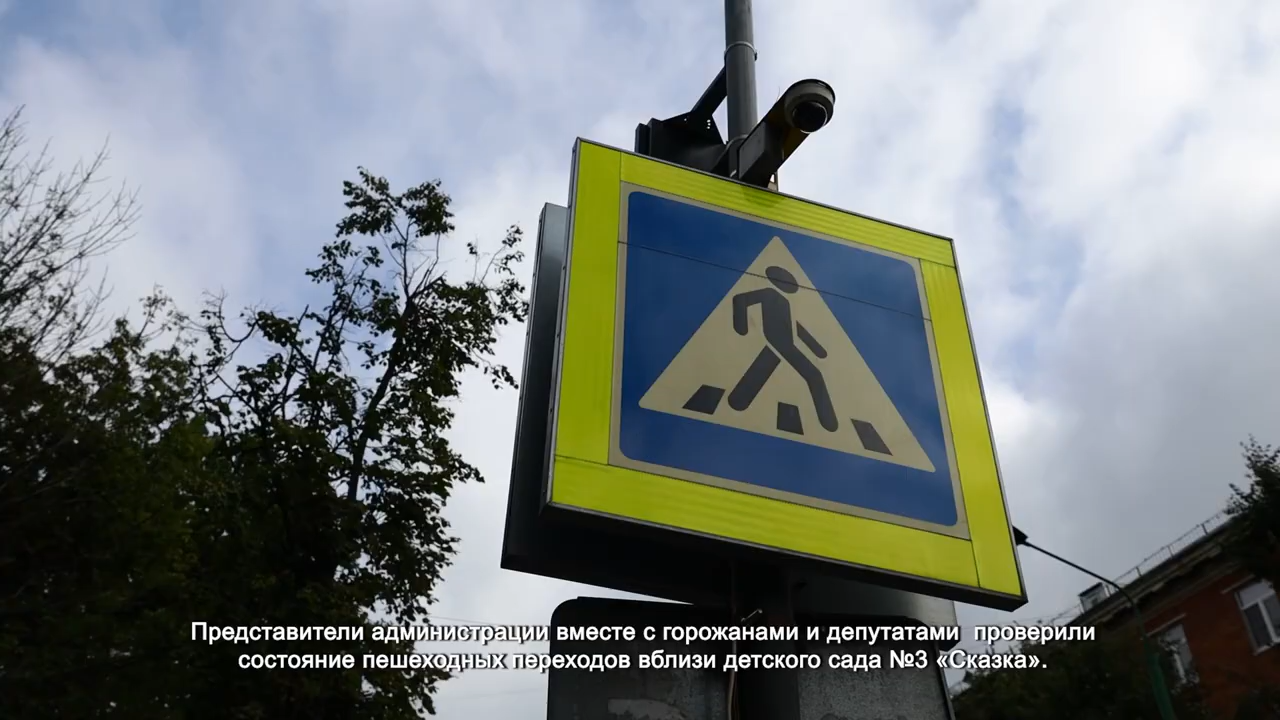 Представители администрации вместе с горожанами и депутатами проверили
состояние пешеходных переходов вблизи детского сада №3 «Сказка».